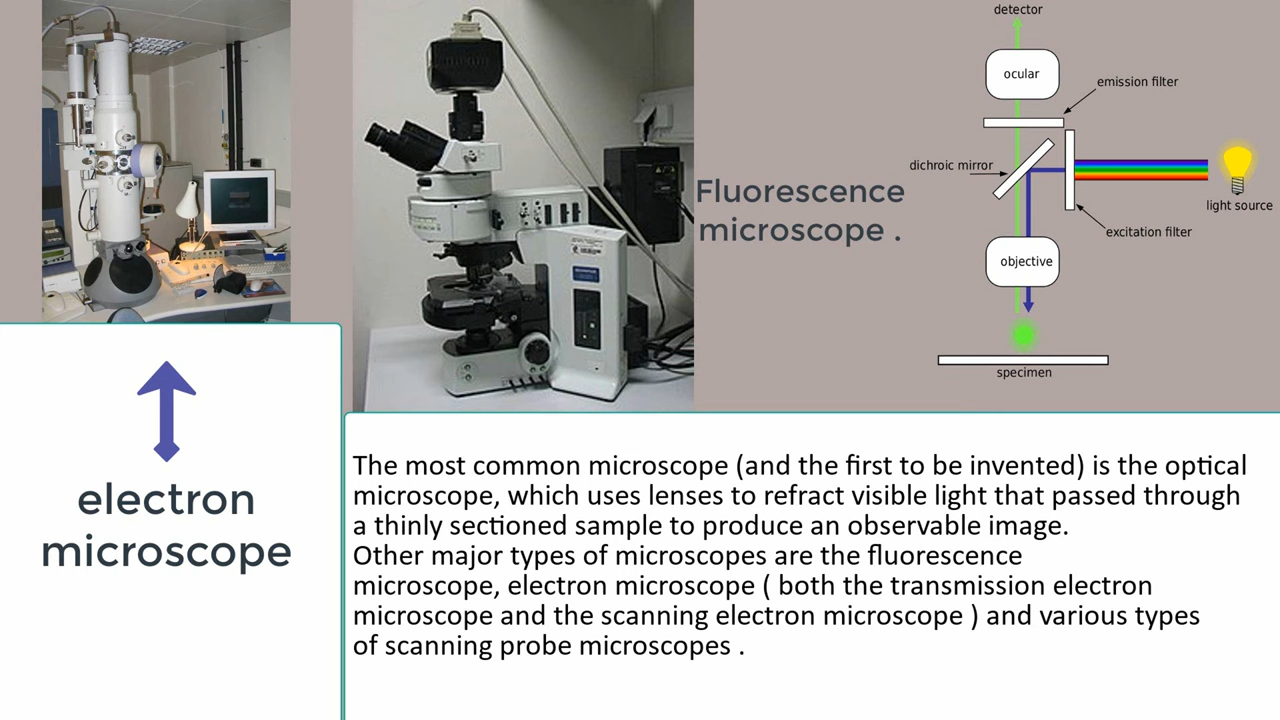 detector
ocular
emission filter
dichroic mirror
light source
excitation filter
objective
specimen
Fluorescence
microscope .
electron
microscope
The most common microscope (and the first to be invented) is the optical
microscope, which uses lenses to refract visible light that passed through
a thinly sectioned sample to produce an observable image.
Other major types of microscopes are the fluorescence
microscope, electron microscope ( both the transmission electron
microscope and the scanning electron microscope ) and various types
of scanning probe microscopes .